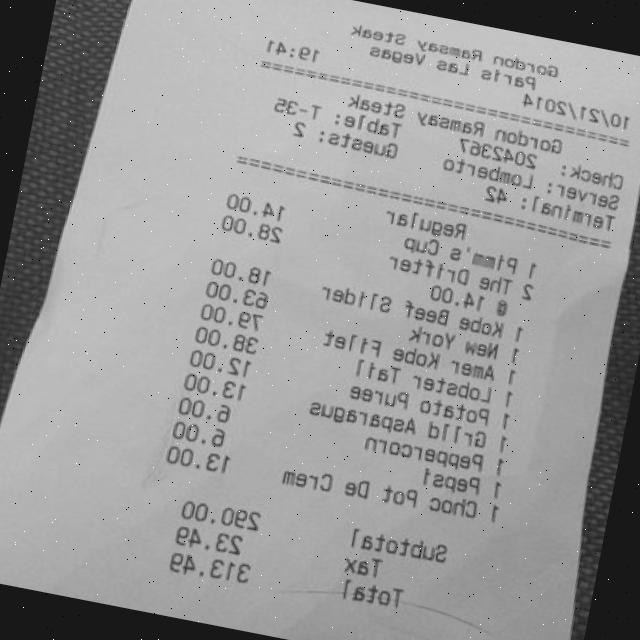 Gordon Ramsay Steak
Paris Las Vegas
10/21/2014 19:41
==============================
Gordon Ramsay Steak
Check: 2042367 Table: T-35
Server: Lomberto Guests: 2
Terminal: 42
==============================
Regular
1 Pimm's Cup 14.00
2 The Drifter 28.00
@ 14.00
1 Kobe Beef Slider 18.00
1 New York 63.00
1 Amer Kobe Filet 79.00
1 Lobster Tail 38.00
1 Potato Puree 12.00
1 Grlld Asparagus 13.00
1 Peppercorn 6.00
1 Pepsi 6.00
1 Choc Pot De Crem 13.00
Subtotal 290.00
Tax 23.49
Total 313.49